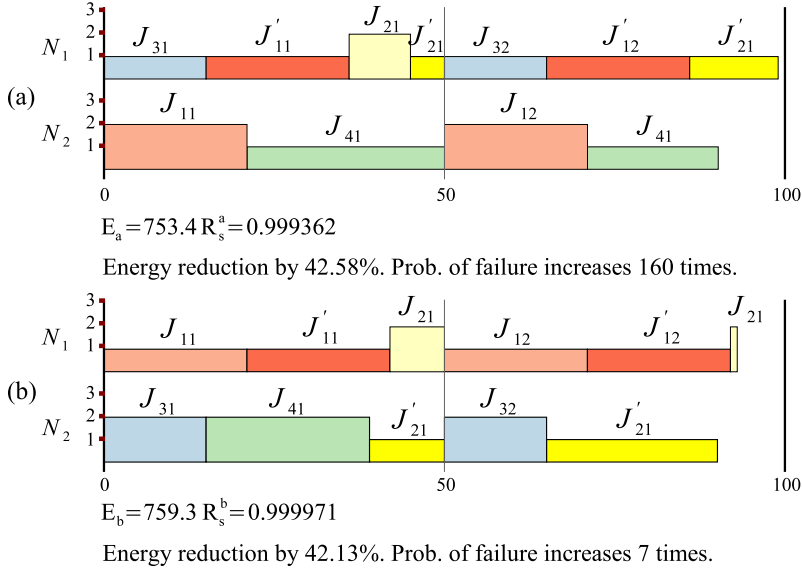 3
2
1
N1
J31
J'11
J21
J'21
J32
J'12
J'21
(a)
3
2
1
N2
J11
J41
J12
J41
0
50
100
Ea=753.4 Rsa=0.999362
Energy reduction by 42.58%. Prob. of failure increases 160 times.
3
2
1
N1
J11
J'11
J21
J12
J'12
J21
(b)
3
2
1
N2
J31
J41
J'21
J32
J'21
0
50
100
Eb=759.3 Rsb=0.999971
Energy reduction by 42.13%. Prob. of failure increases 7 times.